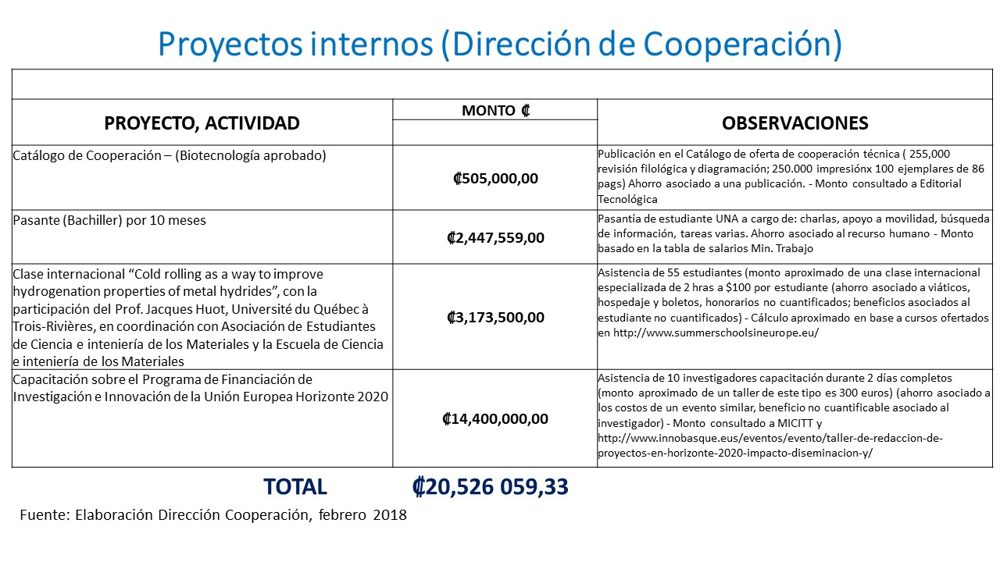 Proyectos internos (Dirección de Cooperación)
PROYECTO, ACTIVIDAD
MONTO ₡
OBSERVACIONES
Catálogo de Cooperación – (Biotecnología aprobado)
₡505,000,00
Publicación en el Catálogo de oferta de cooperación técnica ( 255,000
revisión filológica y diagramación; 250.000 impresiónx 100 ejemplares de 86
pags) Ahorro asociado a una publicación. - Monto consultado a Editorial
Tecnológica
Pasante (Bachiller) por 10 meses
₡2,447,559,00
Pasantía de estudiante UNA a cargo de: charlas, apoyo a movilidad, búsqueda
de información, tareas varias. Ahorro asociado al recurso humano - Monto
basado en la tabla de salarios Min. Trabajo
Clase internacional “Cold rolling as a way to improve
hydrogenation properties of metal hydrides”, con la
participación del Prof. Jacques Huot, Université du Québec à
Trois-Rivières, en coordinación con Asociación de Estudiantes
de Ciencia e inteniería de los Materiales y la Escuela de Ciencia
e inteniería de los Materiales
₡3,173,500,00
Asistencia de 55 estudiantes (monto aproximado de una clase internacional
especializada de 2 hras a $100 por estudiante (ahorro asociado a viáticos,
hospedaje y boletos, honorarios no cuantificados; beneficios asociados al
estudiante no cuantificados) - Cálculo aproximado en base a cursos ofertados
en http://www.summerschoolsineurope.eu/
Capacitación sobre el Programa de Financiación de
Investigación e Innovación de la Unión Europea Horizonte 2020
₡14,400,000,00
Asistencia de 10 investigadores capacitación durante 2 días completos
(monto aproximado de un taller de este tipo es 300 euros) (ahorro asociado a
los costos de un evento similar, beneficio no cuantificable asociado al
investigador) - Monto consultado a MICITT y
http://www.innobasque.eus/eventos/evento/taller-de-redaccion-de-
proyectos-en-horizonte-2020-impacto-diseminacion-y/
TOTAL ₡20,526 059,33
Fuente: Elaboración Dirección Cooperación, febrero 2018